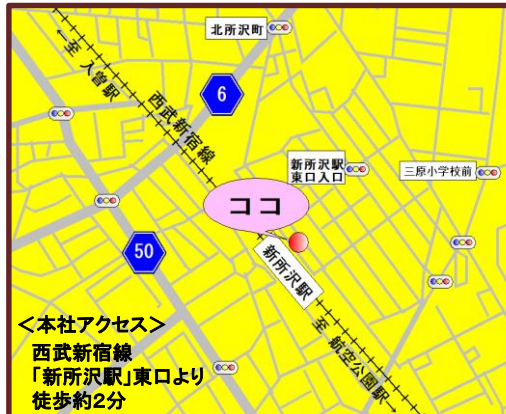 北所沢町
←至 入曽駅
6
西武新宿線
新所沢駅
東口入口
三原小学校前
ココ
50
新所沢駅
至 航空公園駅→
<本社アクセス>
西武新宿線
「新所沢駅」東口より
徒歩約2分